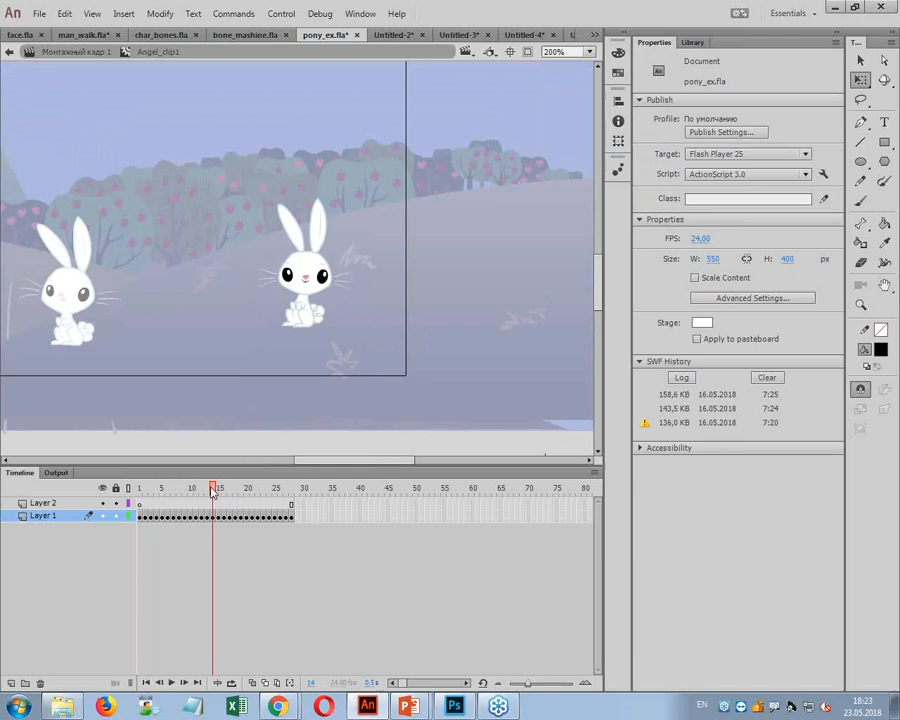 An File Edit View Insert Modify Text Commands Control Debug Window Help Essentials
face.fla × man_walk.fla* × char_bones.fla × bone_mashine.fla × pony_ex.fla* × Untitled-2* × Untitled-3* × Untitled-4* ×
Монтажный кадр 1 Angel_clip1 200%
Properties Library
An Document
pony_ex.fla
Publish
Profile: По умолчанию
Publish Settings...
Target: Flash Player 25
Script: ActionScript 3.0
Class:
Properties
FPS: 24,00
Size: W: 550 H: 400 px
Scale Content
Advanced Settings...
Stage:
Apply to pasteboard
SWF History
Log Clear
158,6 KB 16.05.2018 7:25
143,5 KB 16.05.2018 7:24
136,0 KB 16.05.2018 7:20
Accessibility
Timeline Output
1 5 10 15 20 25 30 35 40 45 50 55 60 65 70 75 80
Layer 2
Layer 1
14 24,00 fps 0,5s
EN 18:23
23.05.2018